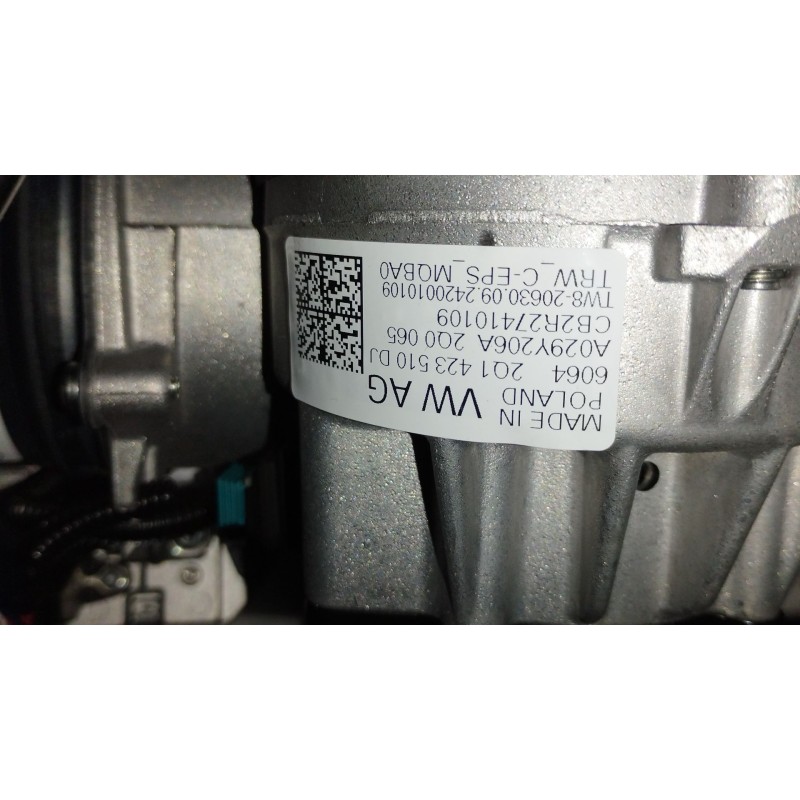 MADE IN
POLAND
VW AG
6064 2Q1 423 510 DJ
A029Y206A 2Q0 065
CB2R27410109
TW8-20630.09.2420010109
TRW_C-EPS_MQBA0